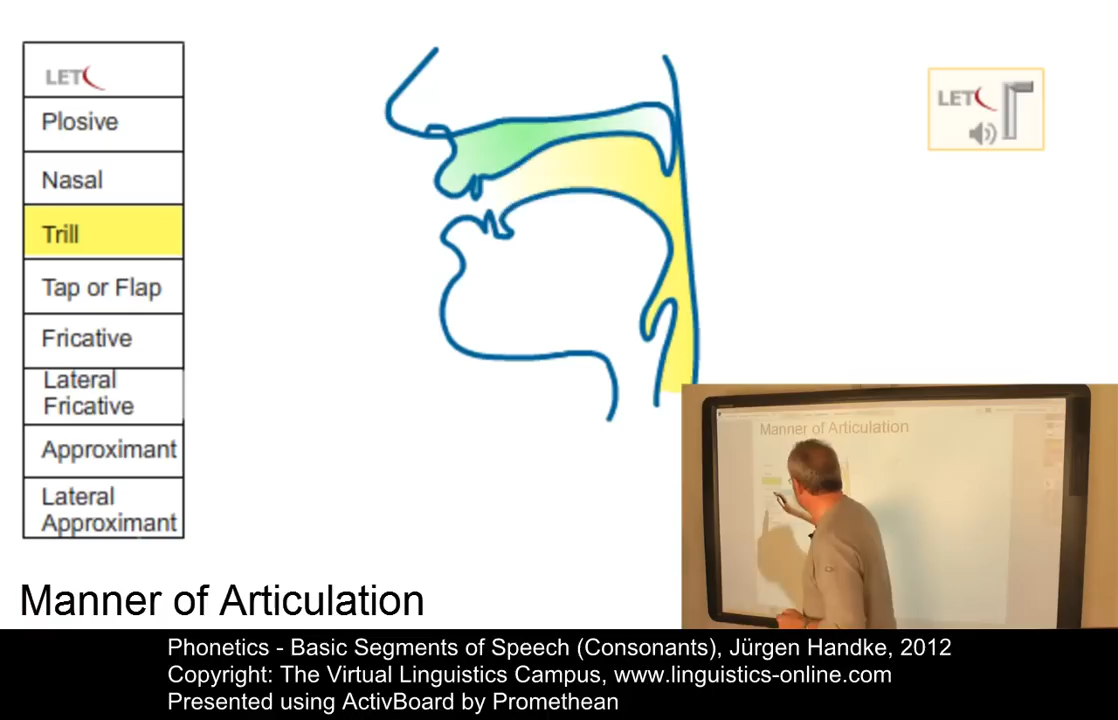 LET
Plosive
Nasal
Trill
Tap or Flap
Fricative
Lateral
Fricative
Approximant
Lateral
Approximant
LET
Manner of Articulation
Manner of Articulation
Phonetics - Basic Segments of Speech (Consonants), Jürgen Handke, 2012
Copyright: The Virtual Linguistics Campus, www.linguistics-online.com
Presented using ActivBoard by Promethean